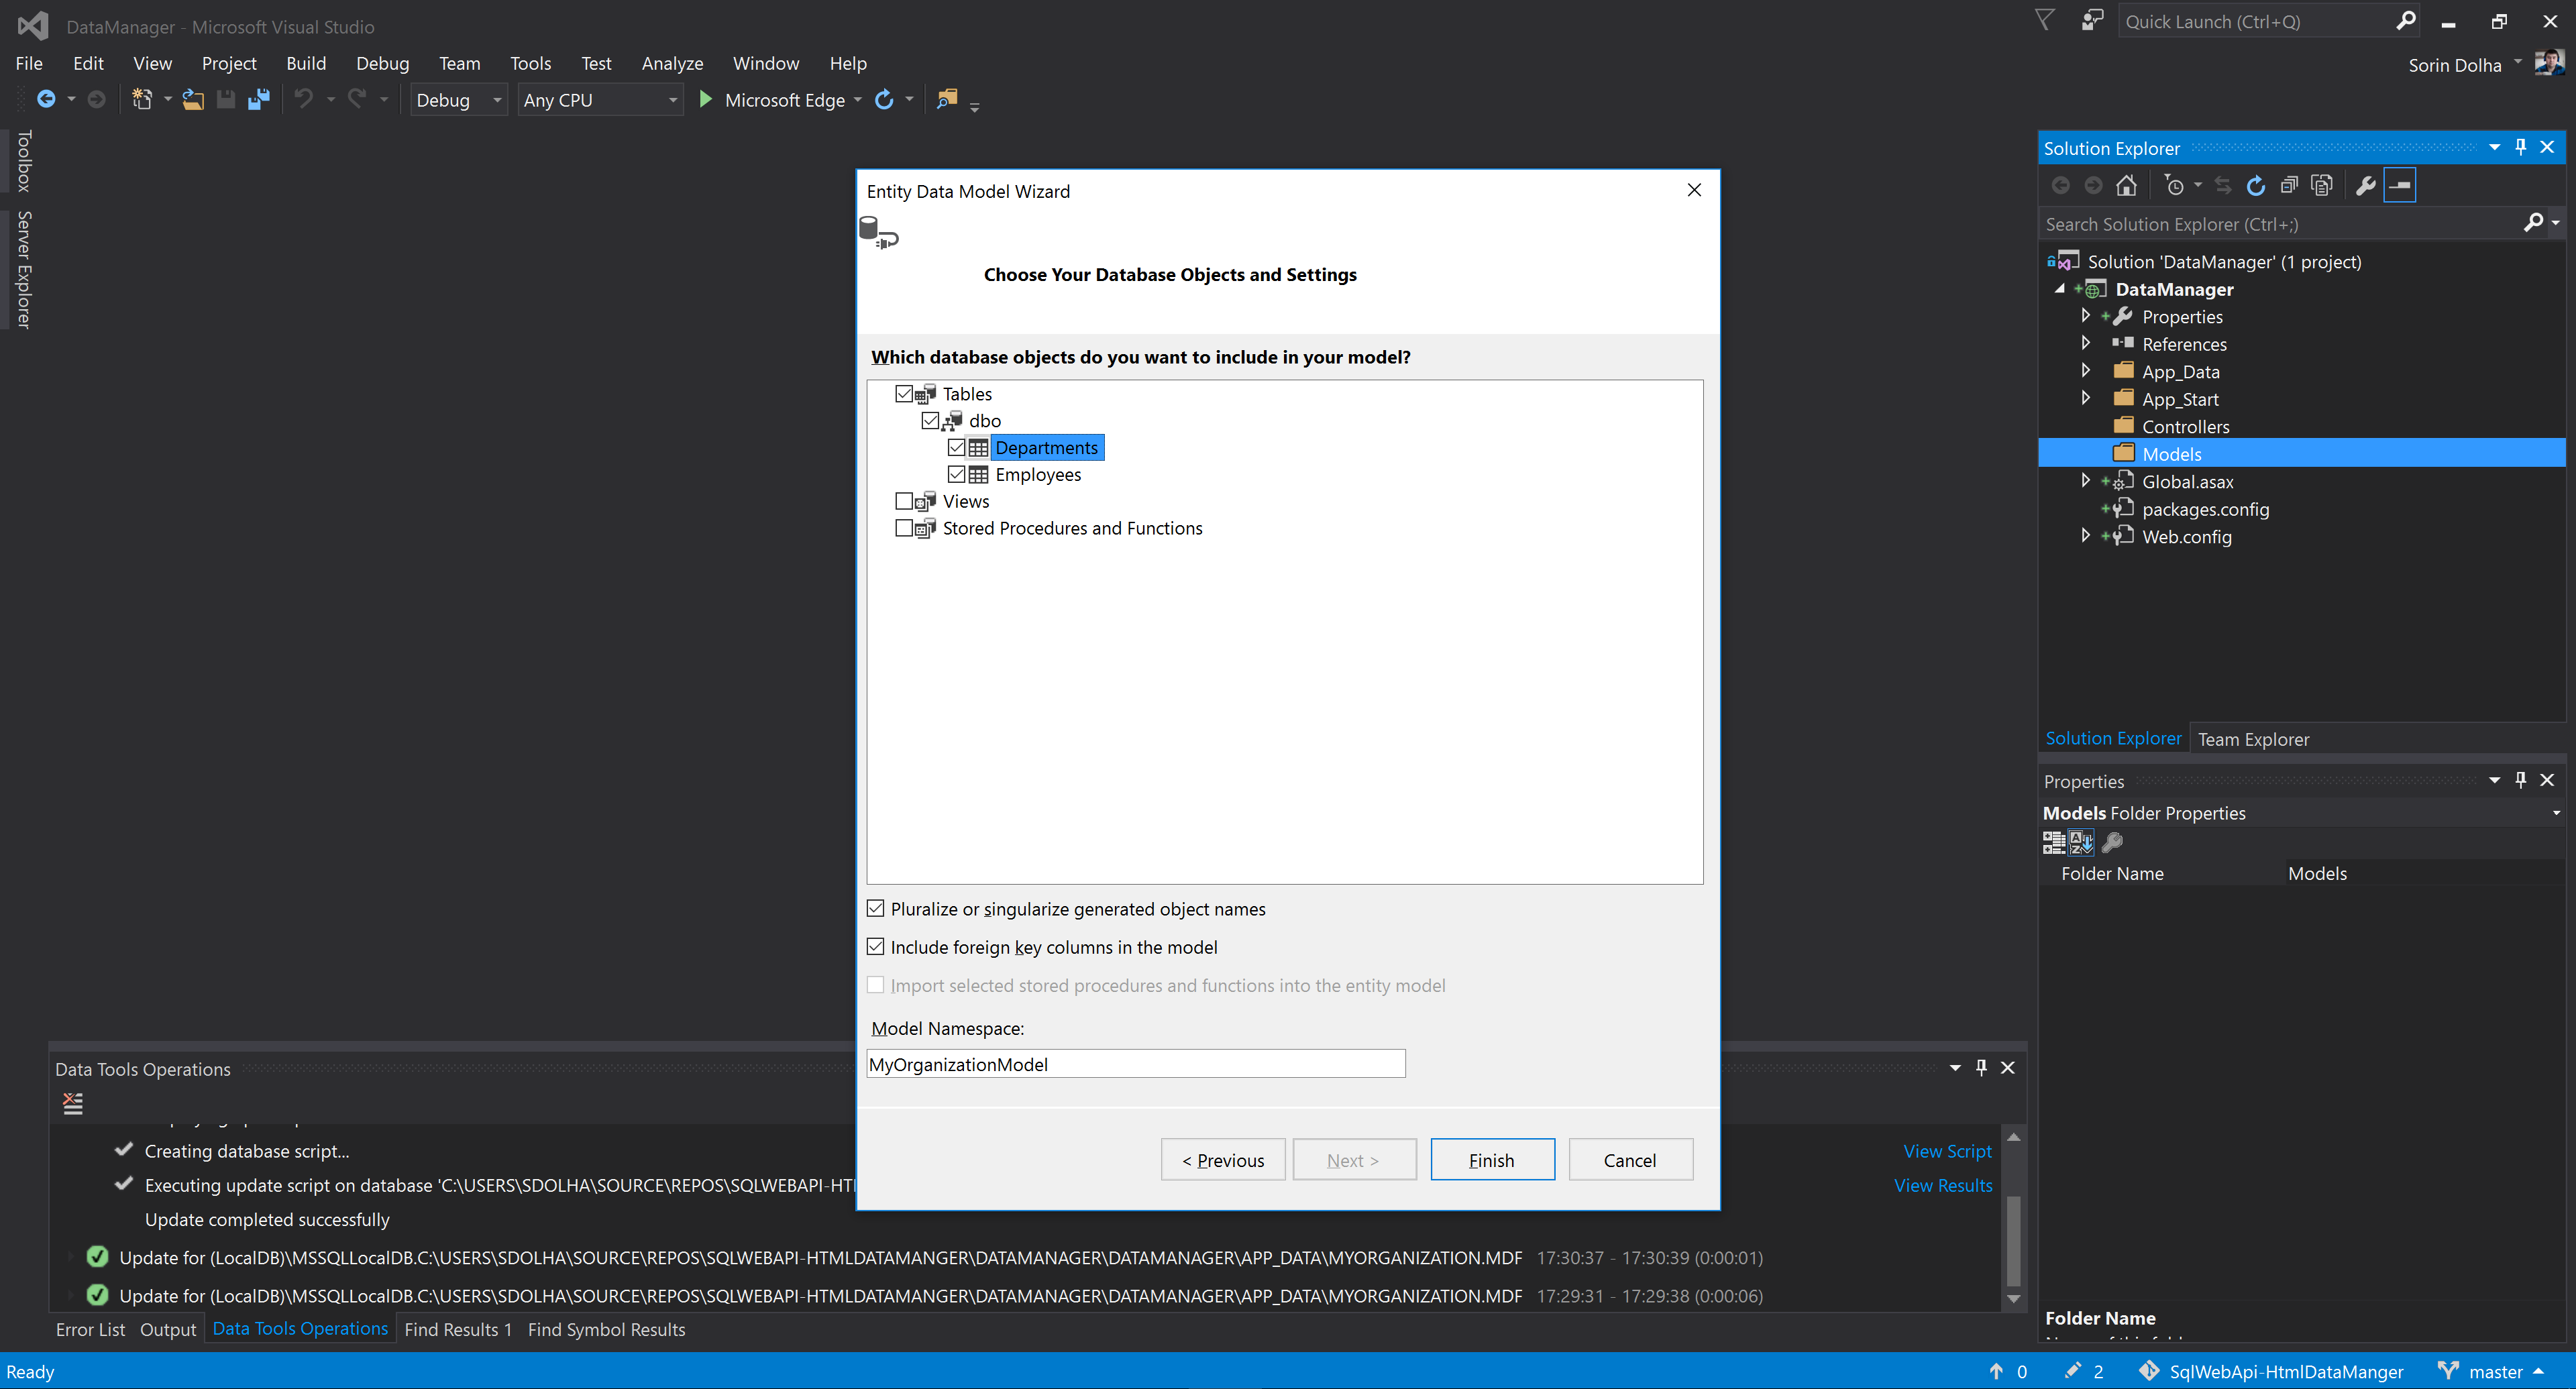 DataManager - Microsoft Visual Studio
Quick Launch (Ctrl+Q)
File Edit View Project Build Debug Team Tools Test Analyze Window Help
Sorin Dolha
Debug Any CPU Microsoft Edge
Toolbox
Server Explorer
Entity Data Model Wizard
Choose Your Database Objects and Settings
Which database objects do you want to include in your model?
Tables
dbo
Departments
Employees
Views
Stored Procedures and Functions
Pluralize or singularize generated object names
Include foreign key columns in the model
Import selected stored procedures and functions into the entity model
Model Namespace:
MyOrganizationModel
< Previous Next > Finish Cancel
Solution Explorer
Search Solution Explorer (Ctrl+;)
Solution 'DataManager' (1 project)
DataManager
Properties
References
App_Data
App_Start
Controllers
Models
Global.asax
packages.config
Web.config
Solution Explorer Team Explorer
Properties
Models Folder Properties
Folder Name Models
Folder Name
Data Tools Operations
Creating database script... View Script
Executing update script on database 'C:\USERS\SDOLHA\SOURCE\REPOS\SQLWEBAPI-HTI View Results
Update completed successfully
Update for (LocalDB)\MSSQLLocalDB.C:\USERS\SDOLHA\SOURCE\REPOS\SQLWEBAPI-HTMLDATAMANGER\DATAMANAGER\DATAMANAGER\APP_DATA\MYORGANIZATION.MDF 17:30:37 - 17:30:39 (0:00:01)
Update for (LocalDB)\MSSQLLocalDB.C:\USERS\SDOLHA\SOURCE\REPOS\SQLWEBAPI-HTMLDATAMANGER\DATAMANAGER\DATAMANAGER\APP_DATA\MYORGANIZATION.MDF 17:29:31 - 17:29:38 (0:00:06)
Error List Output Data Tools Operations Find Results 1 Find Symbol Results
Ready 0 2 SqlWebApi-HtmlDataManger master